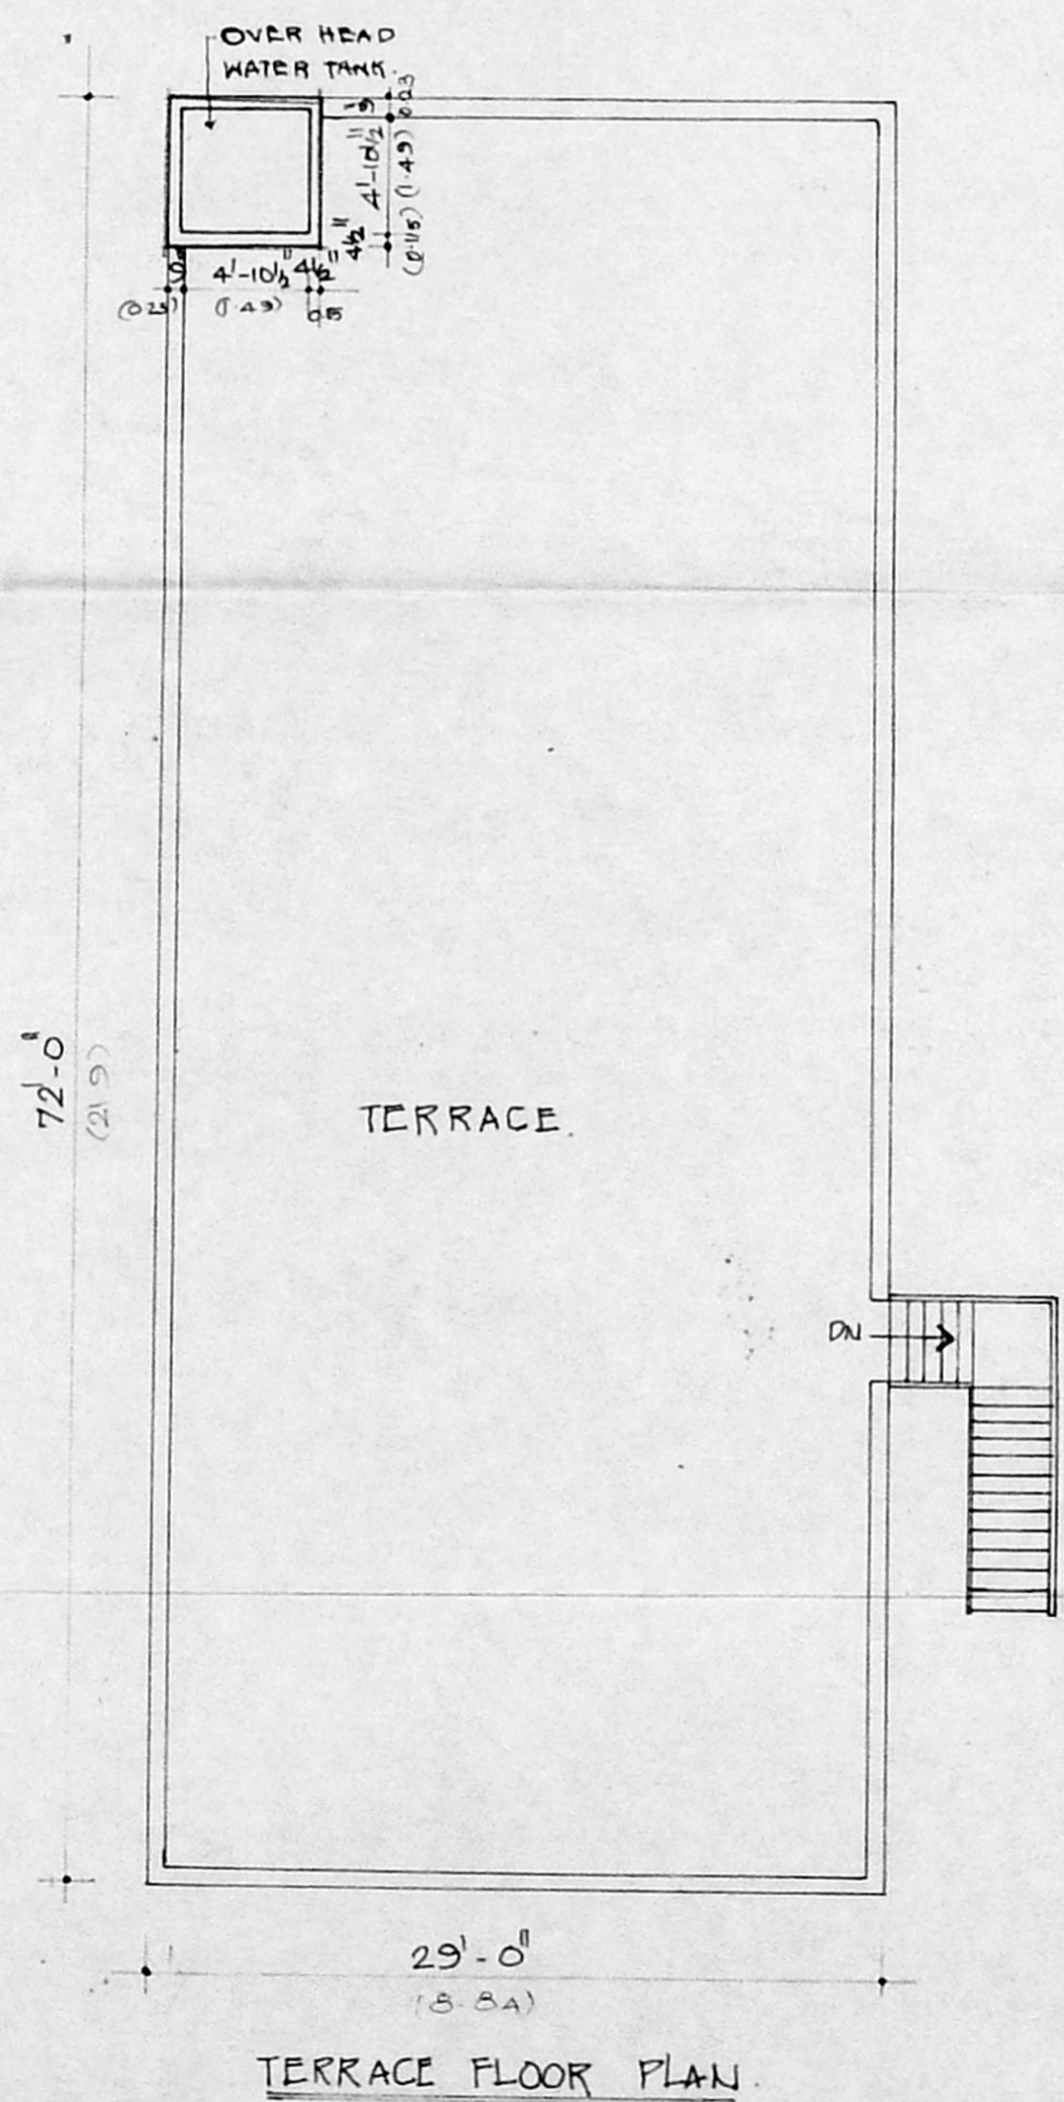 OVER HEAD
WATER TANK.
9" 0.23
4'-10½" (1.49)
4½" (0.115)
9" 4'-10½" 4½"
(0.23) (1.49)
72'-0"
(21.9)
TERRACE.
DN
29'-0"
(8.84)
TERRACE FLOOR PLAN.